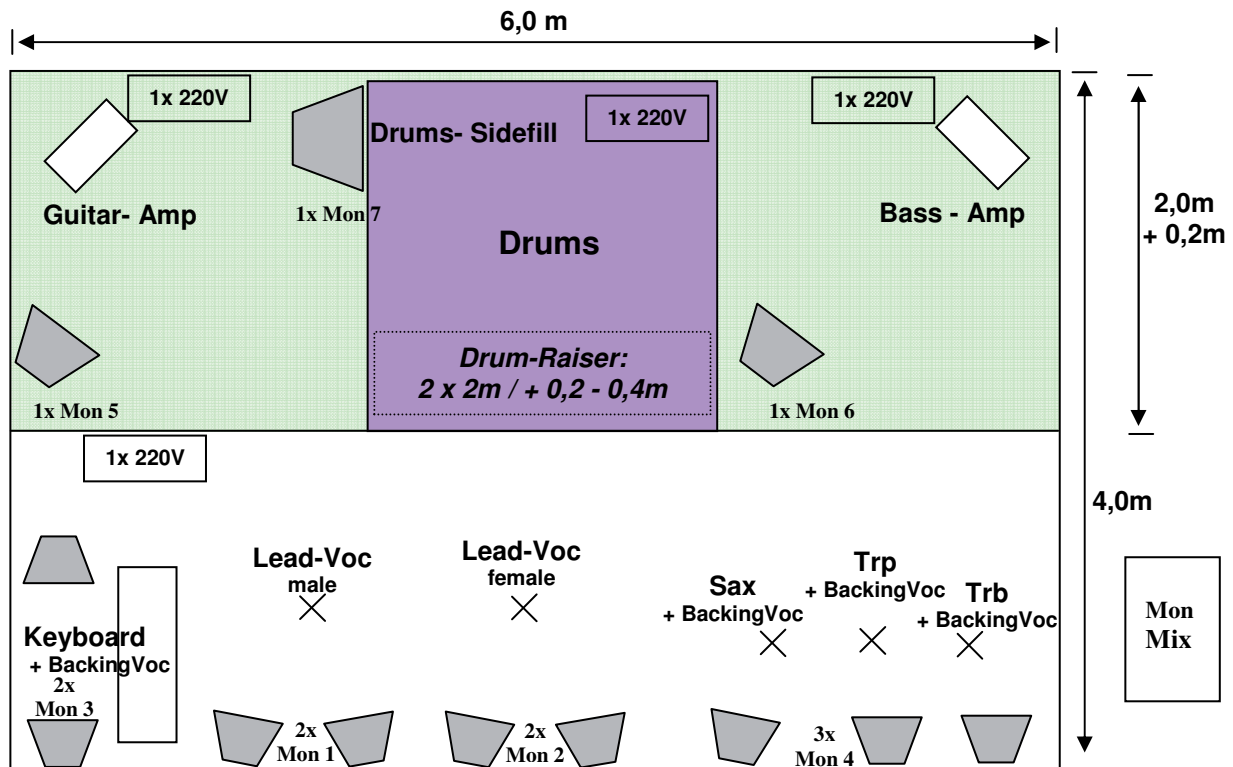 6,0 m
1x 220V
1x 220V
1x 220V
Drums- Sidefill
Guitar- Amp
1x Mon 7
Bass - Amp
2,0m
+ 0,2m
Drums
Drum-Raiser:
2 x 2m / + 0,2 - 0,4m
1x Mon 5
1x Mon 6
1x 220V
4,0m
Lead-Voc
male
Lead-Voc
female
Sax
+ BackingVoc
Trp
+ BackingVoc
Trb
+ BackingVoc
Mon
Mix
Keyboard
+ BackingVoc
2x
Mon 3
2x
Mon 1
2x
Mon 2
3x
Mon 4